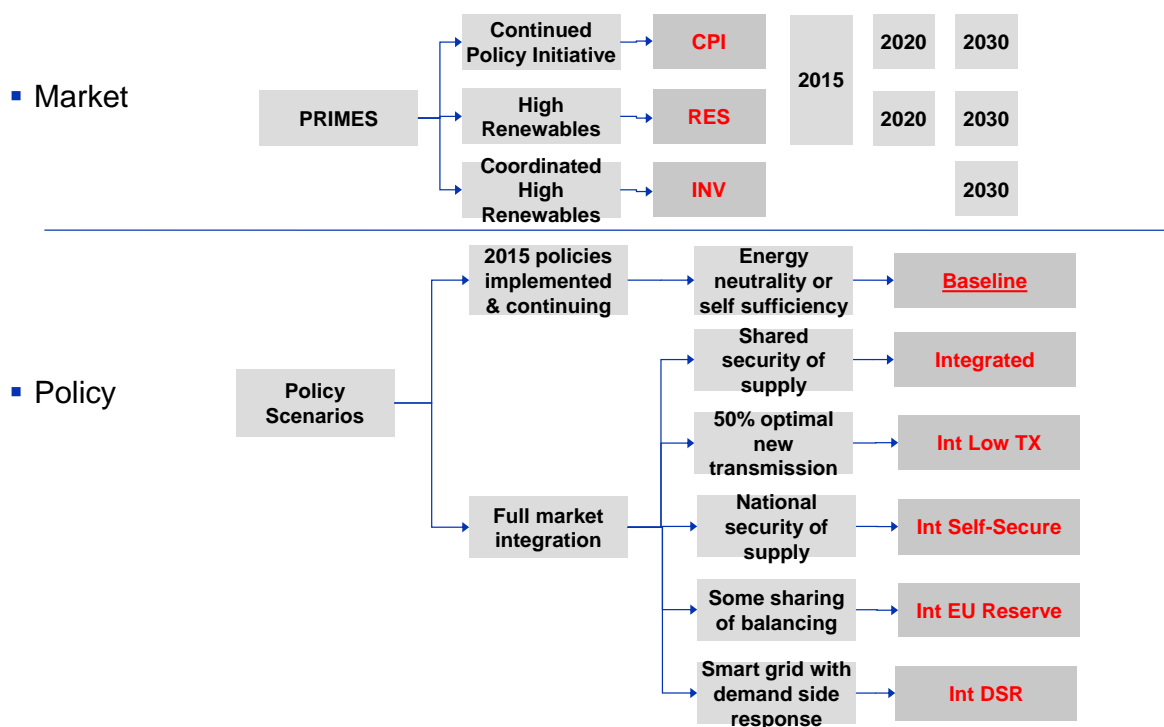 ▪ Market
PRIMES
Continued
Policy Initiative
CPI
2015
2020
2030
High
Renewables
RES
2020
2030
Coordinated
High
Renewables
INV
2030
▪ Policy
Policy
Scenarios
2015 policies
implemented
& continuing
Energy
neutrality or
self sufficiency
Baseline
Full market
integration
Shared
security of
supply
Integrated
50% optimal
new
transmission
Int Low TX
National
security of
supply
Int Self-Secure
Some sharing
of balancing
Int EU Reserve
Smart grid with
demand side
response
Int DSR